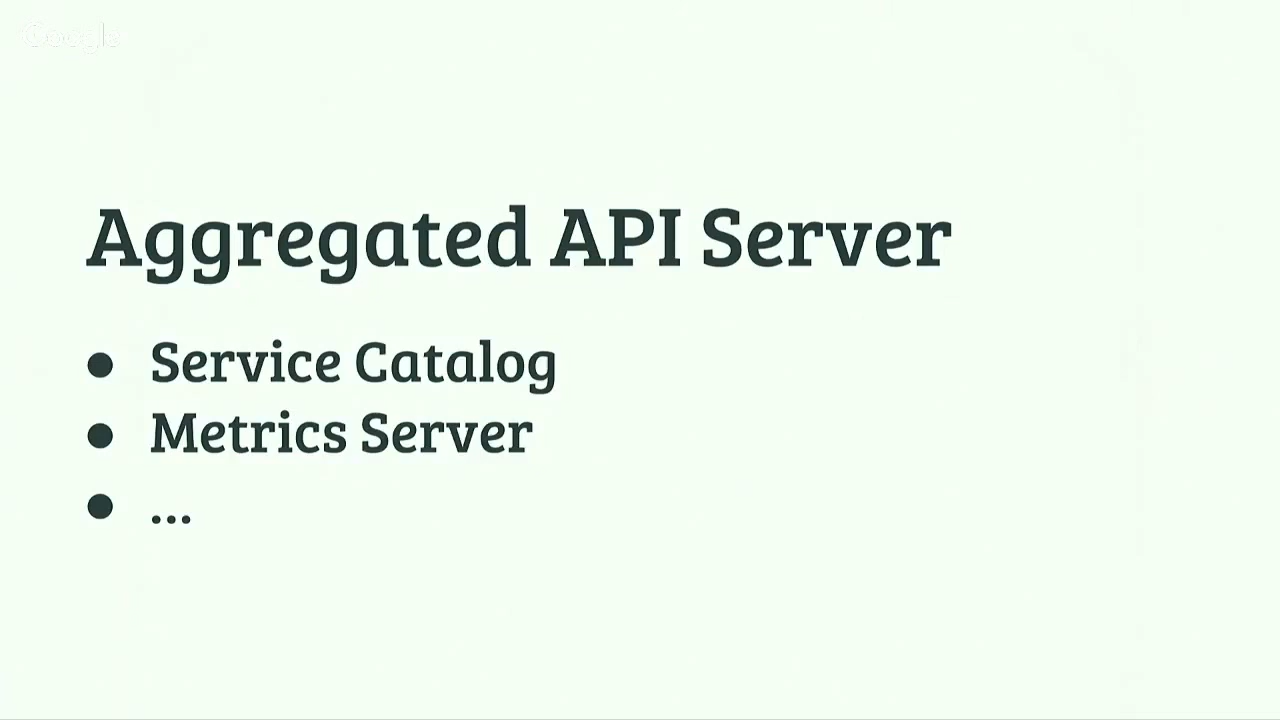 Google
Aggregated API Server
● Service Catalog
● Metrics Server
● ...